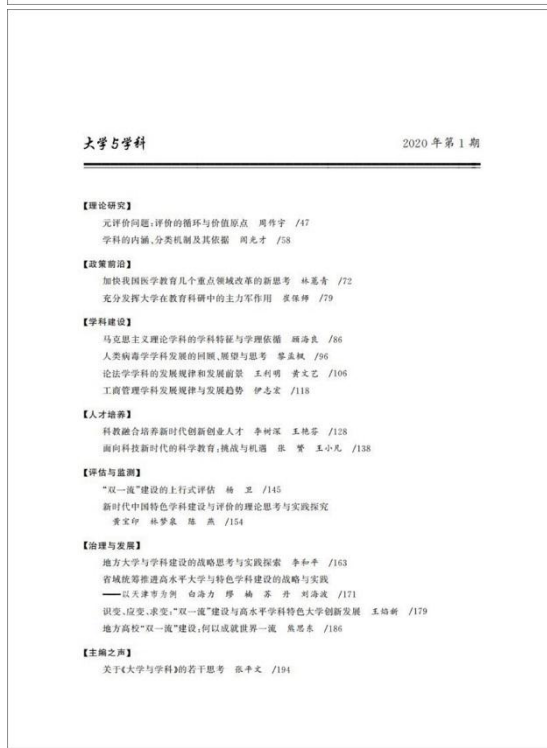 大学与学科 2020年第1期
【理论研究】
元评价问题:评价的循环与价值原点 周作宇 /47
学科的内涵、分类机制及其依据 阎光才 /58
【政策前沿】
加快我国医学教育几个重点领域改革的新思考 林蕙青 /72
充分发挥大学在教育科研中的主力军作用 崔保师 /79
【学科建设】
马克思主义理论学科的学科特征与学理依循 顾海良 /86
人类病毒学学科发展的回顾、展望与思考 黎孟枫 /96
论法学学科的发展规律和发展前景 王利明 黄文艺 /106
工商管理学科发展规律与发展趋势 伊志宏 /118
【人才培养】
科教融合培养新时代创新创业人才 李树深 王艳芬 /128
面向科技新时代的科学教育:挑战与机遇 张 贇 王小凡 /138
【评估与监测】
“双一流”建设的上行式评估 杨 卫 /145
新时代中国特色学科建设与评价的理论思考与实践探究
黄宝印 林梦泉 陈 燕 /154
【治理与发展】
地方大学与学科建设的战略思考与实践探索 李和平 /163
省域统筹推进高水平大学与特色学科建设的战略与实践
——以天津市为例 白海力 缪 楠 苏 丹 刘海波 /171
识变、应变、求变:“双一流”建设与高水平学科特色大学创新发展 王焰新 /179
地方高校“双一流”建设:何以成就世界一流 熊思东 /186
【主编之声】
关于《大学与学科》的若干思考 张平文 /194